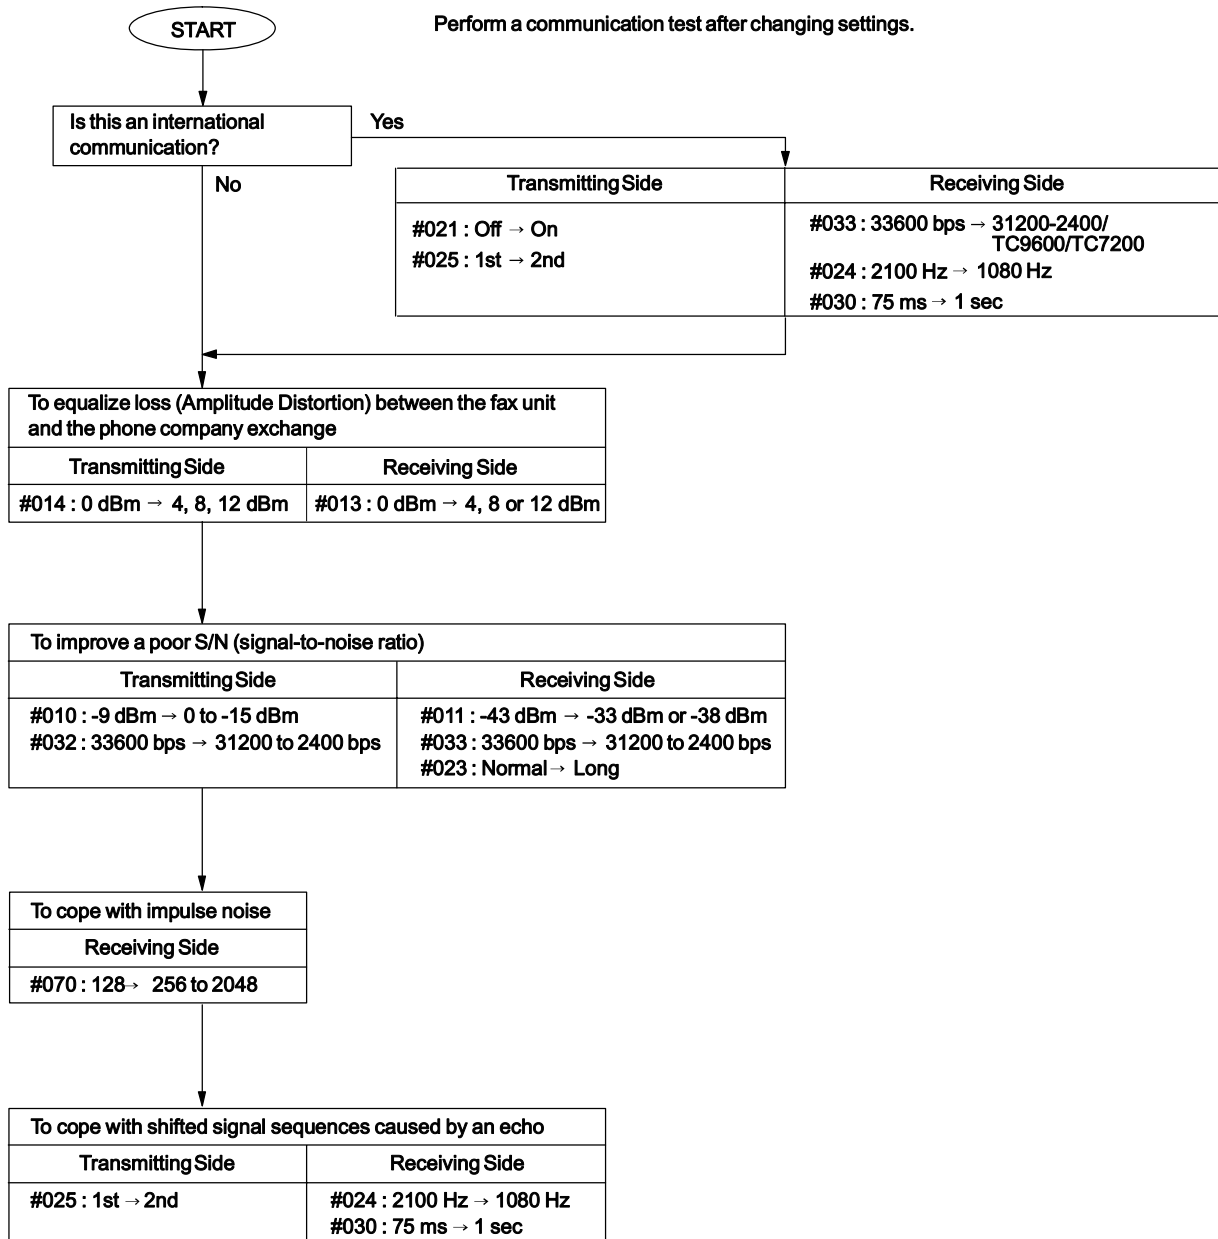 START
Perform a communication test after changing settings.
Is this an international
communication?
Yes
No
Transmitting Side
Receiving Side
#021 : Off → On
#025 : 1st → 2nd
#033 : 33600 bps → 31200-2400/
TC9600/TC7200
#024 : 2100 Hz → 1080 Hz
#030 : 75 ms → 1 sec
To equalize loss (Amplitude Distortion) between the fax unit
and the phone company exchange
Transmitting Side
Receiving Side
#014 : 0 dBm → 4, 8, 12 dBm
#013 : 0 dBm → 4, 8 or 12 dBm
To improve a poor S/N (signal-to-noise ratio)
Transmitting Side
Receiving Side
#010 : -9 dBm → 0 to -15 dBm
#032 : 33600 bps → 31200 to 2400 bps
#011 : -43 dBm → -33 dBm or -38 dBm
#033 : 33600 bps → 31200 to 2400 bps
#023 : Normal → Long
To cope with impulse noise
Receiving Side
#070 : 128 → 256 to 2048
To cope with shifted signal sequences caused by an echo
Transmitting Side
Receiving Side
#025 : 1st → 2nd
#024 : 2100 Hz → 1080 Hz
#030 : 75 ms → 1 sec